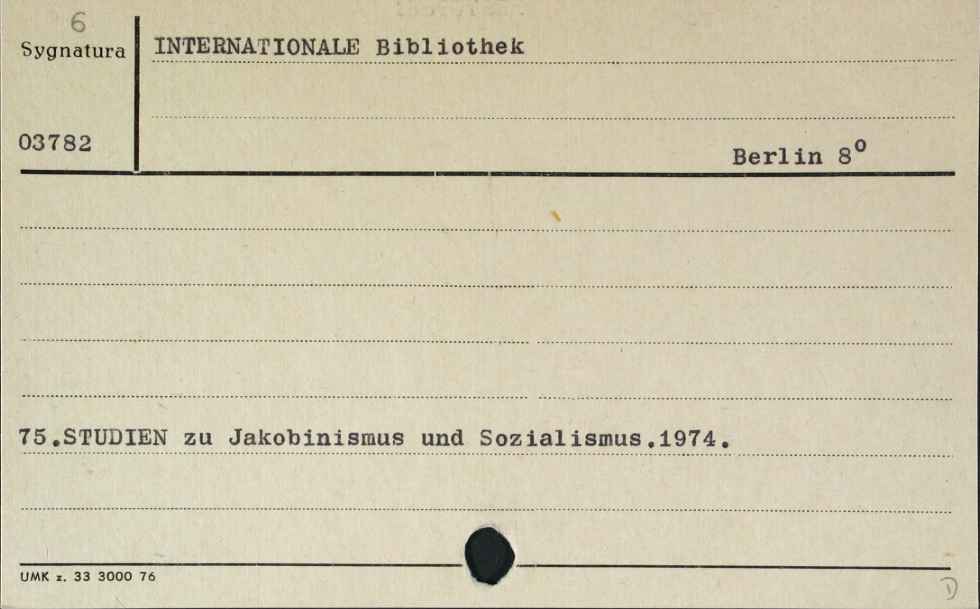 6
Sygnatura
INTERNATIONALE Bibliothek
03782
Berlin 8°
75.STUDIEN zu Jakobinismus und Sozialismus.1974.
UMK z. 33 3000 76